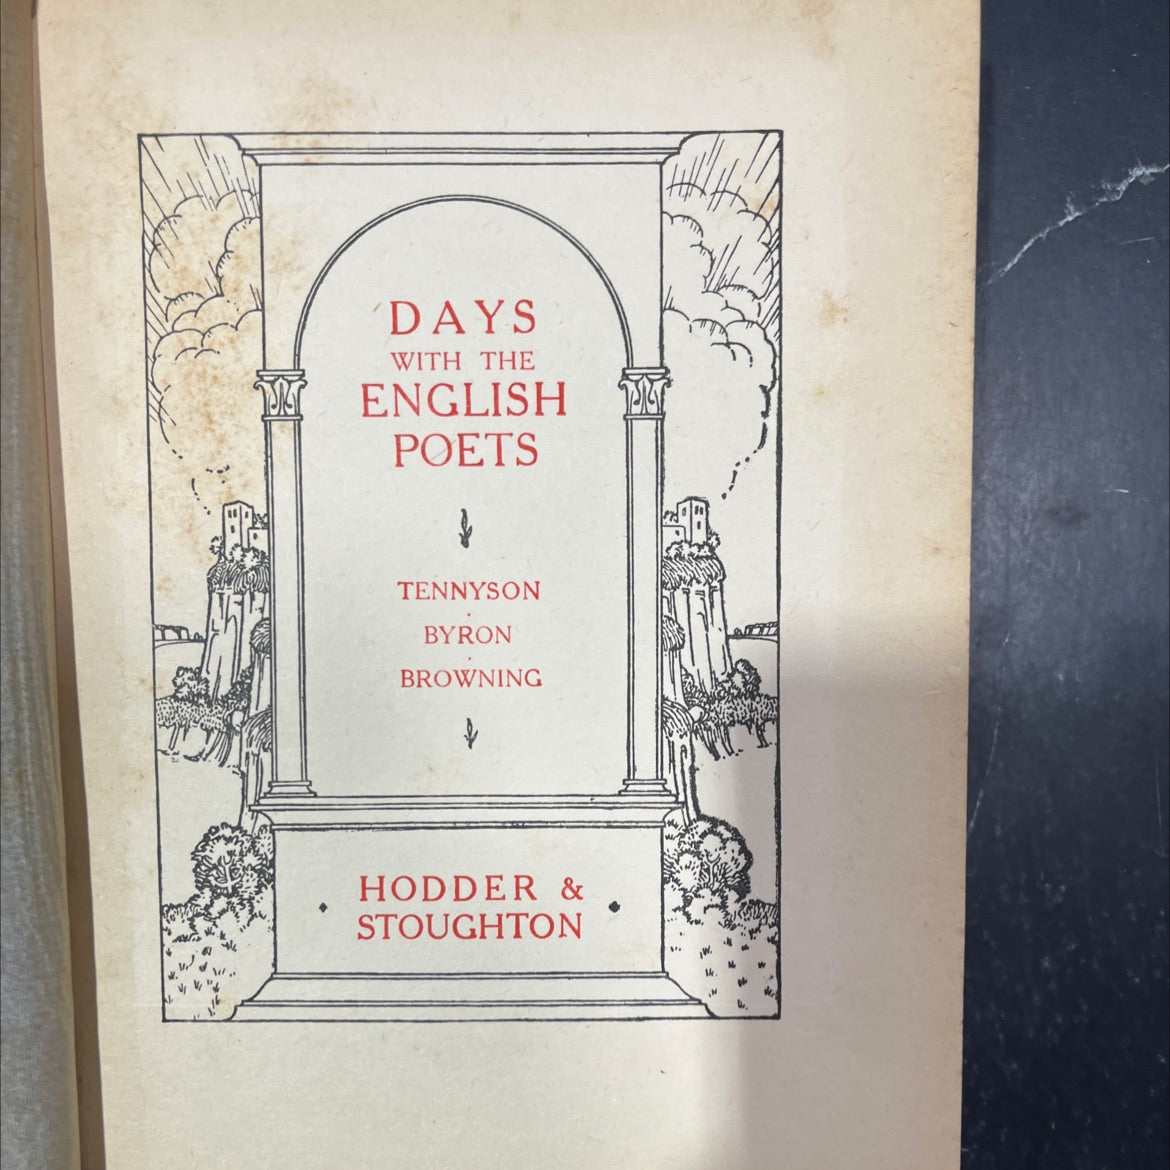 DAYS
WITH THE
ENGLISH
POETS
TENNYSON
BYRON
BROWNING
HODDER &
STOUGHTON